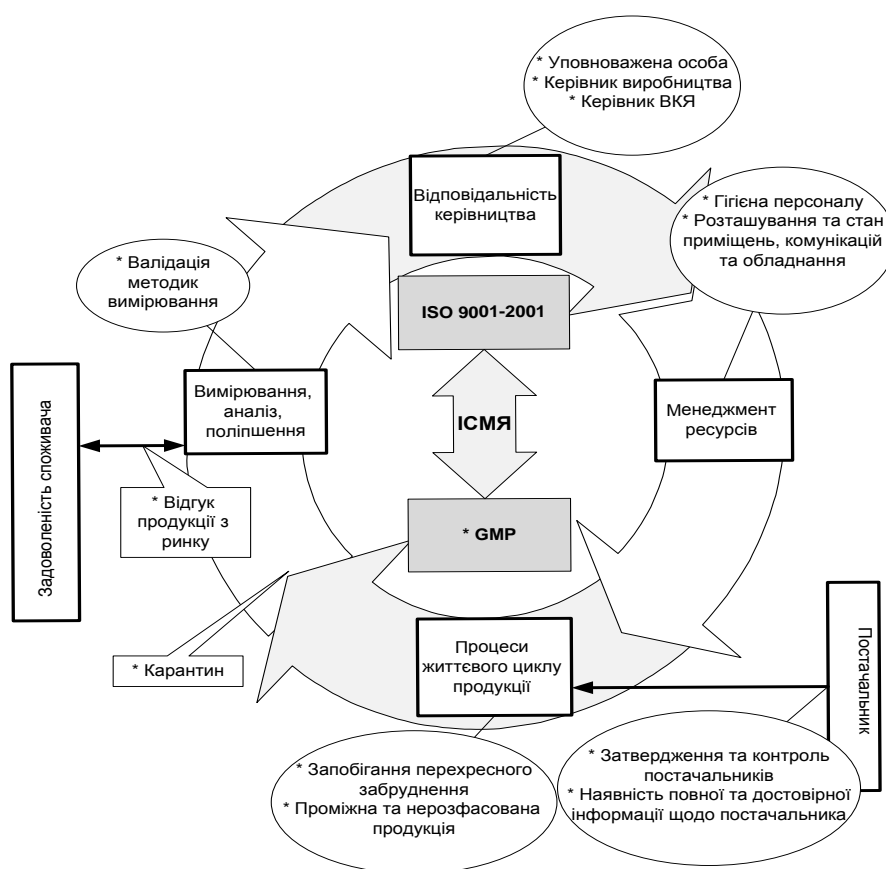 * Уповноважена особа
* Керівник виробництва
* Керівник ВКЯ
Відповідальність
керівництва
* Гігієна персоналу
* Розташування та стан
приміщень, комунікацій
та обладнання
* Валідація
методик
вимірювання
ISO 9001-2001
Вимірювання,
аналіз,
поліпшення
ІСМЯ
Менеджмент
ресурсів
Задоволеність споживача
* Відгук
продукції з
ринку
* GMP
* Карантин
Процеси
життєвого циклу
продукції
Постачальник
* Запобігання перехресного
забруднення
* Проміжна та нерозфасована
продукція
* Затвердження та контроль
постачальників
* Наявність повної та достовірної
інформації щодо постачальника